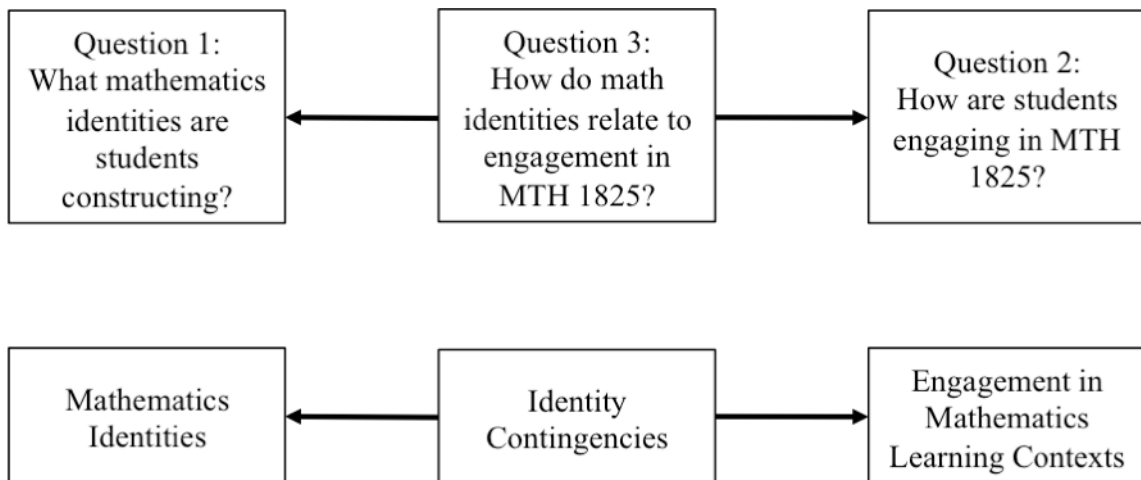 Question 1:
What mathematics
identities are
students
constructing?
Question 3:
How do math
identities relate to
engagement in
MTH 1825?
Question 2:
How are students
engaging in MTH
1825?
Mathematics
Identities
Identity
Contingencies
Engagement in
Mathematics
Learning Contexts